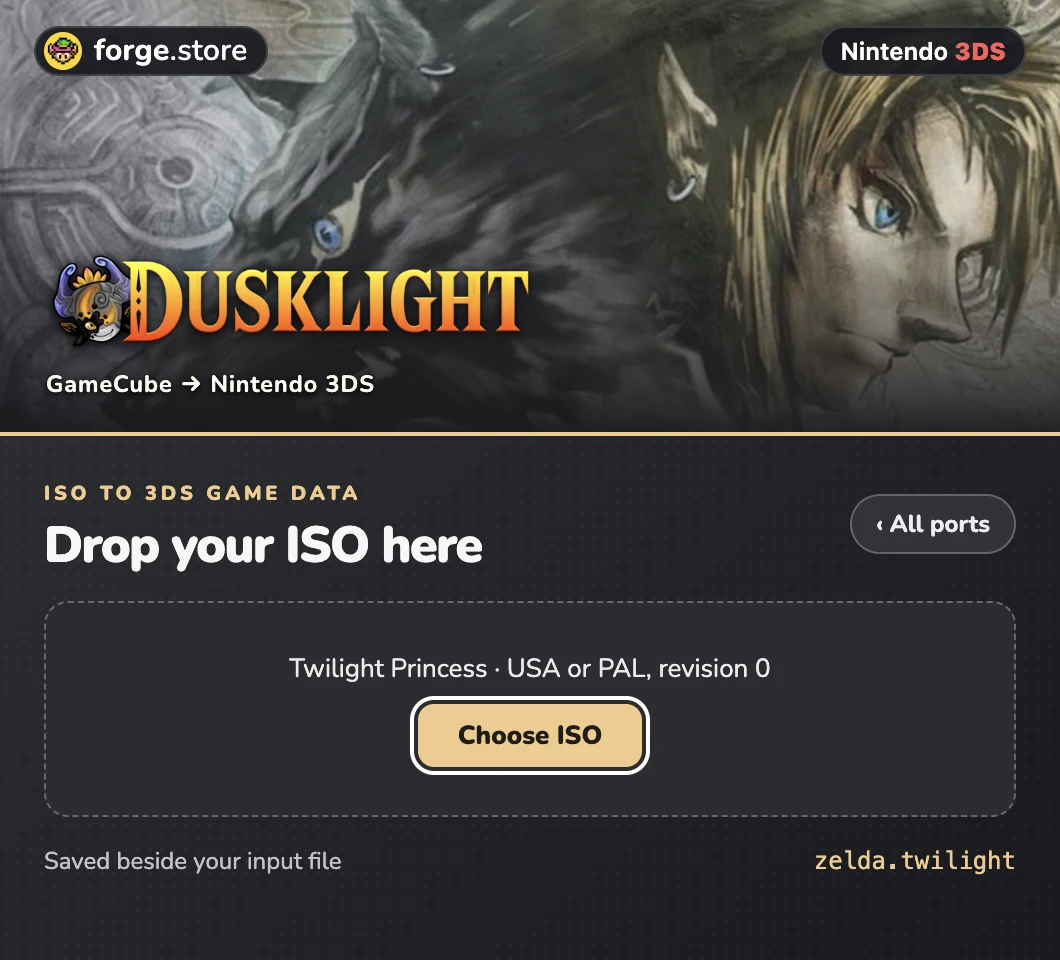 forge.store
Nintendo 3DS
DUSKLIGHT
GameCube → Nintendo 3DS
ISO TO 3DS GAME DATA
Drop your ISO here
‹ All ports
Twilight Princess · USA or PAL, revision 0
Choose ISO
Saved beside your input file
zelda.twilight